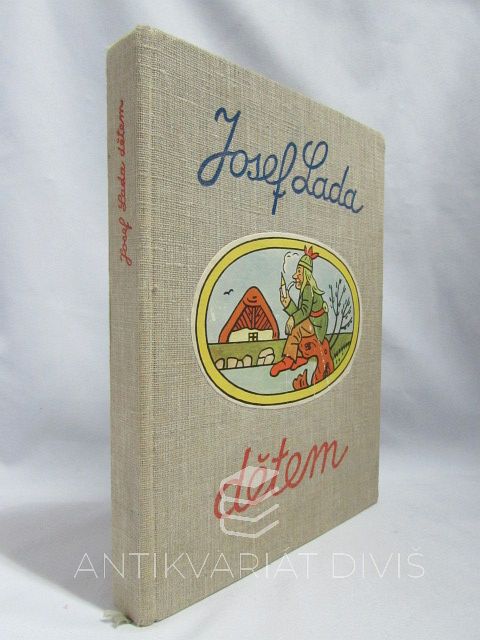 Josef Lada dětem
Josef Lada
dětem
ANTIKVARIÁT DIVIŠ